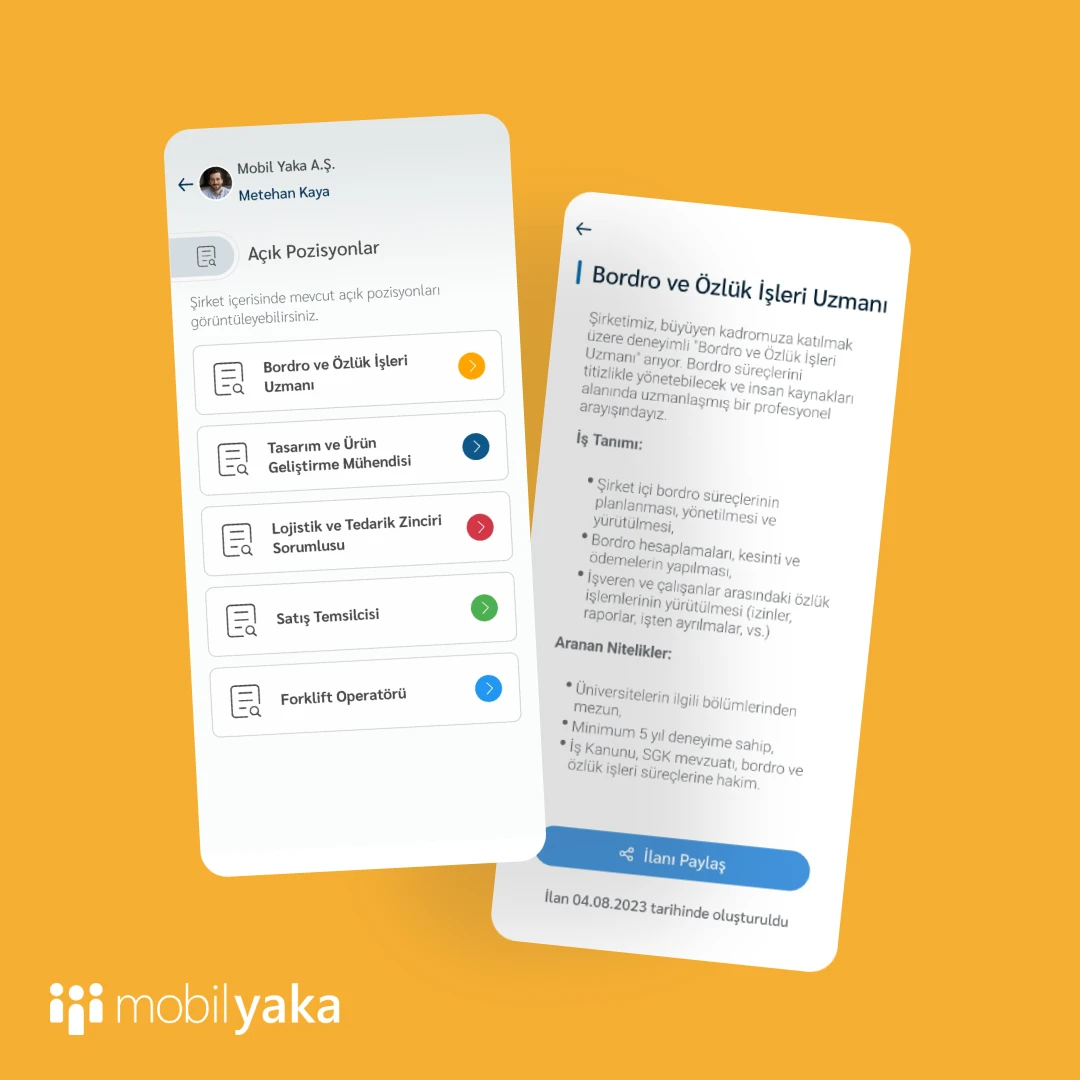 Mobil Yaka A.Ş.
Metehan Kaya
Açık Pozisyonlar
Şirket içerisinde mevcut açık pozisyonları
görüntüleyebilirsiniz.
Bordro ve Özlük İşleri
Uzmanı
Tasarım ve Ürün
Geliştirme Mühendisi
Lojistik ve Tedarik Zinciri
Sorumlusu
Satış Temsilcisi
Forklift Operatörü
Bordro ve Özlük İşleri Uzmanı
Şirketimiz, büyüyen kadromuza katılmak
üzere deneyimli "Bordro ve Özlük İşleri
Uzmanı" arıyor. Bordro süreçlerini
titizlikle yönetebilecek ve insan kaynakları
alanında uzmanlaşmış bir profesyonel
arayışındayız.
İş Tanımı:
• Şirket içi bordro süreçlerinin
planlanması, yönetilmesi ve
yürütülmesi,
• Bordro hesaplamaları, kesinti ve
ödemelerin yapılması,
• İşveren ve çalışanlar arasındaki özlük
işlemlerinin yürütülmesi (izinler,
raporlar, işten ayrılmalar, vs.)
Aranan Nitelikler:
• Üniversitelerin ilgili bölümlerinden
mezun,
• Minimum 5 yıl deneyime sahip,
• İş Kanunu, SGK mevzuatı, bordro ve
özlük işleri süreçlerine hakim.
İlanı Paylaş
İlan 04.08.2023 tarihinde oluşturuldu
mobilyaka